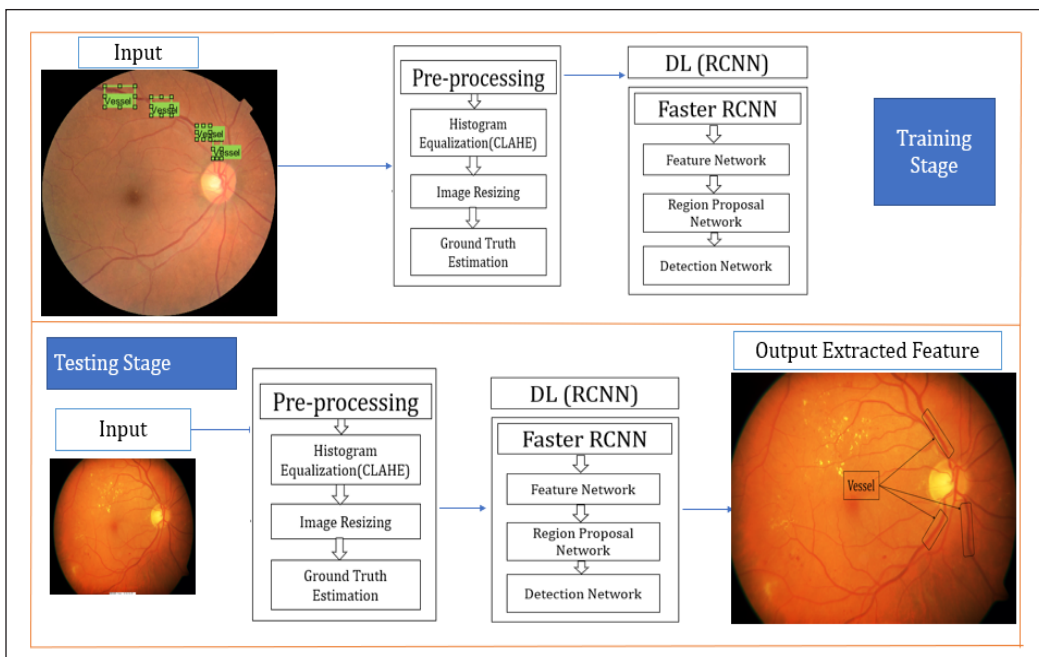 Input
Vessel
Vessel
Vessel
Vessel
Pre-processing
Histogram
Equalization(CLAHE)
Image Resizing
Ground Truth
Estimation
DL (RCNN)
Faster RCNN
Feature Network
Region Proposal
Network
Detection Network
Training
Stage
Testing Stage
Input
Pre-processing
Histogram
Equalization(CLAHE)
Image Resizing
Ground Truth
Estimation
DL (RCNN)
Faster RCNN
Feature Network
Region Proposal
Network
Detection Network
Output Extracted Feature
Vessel